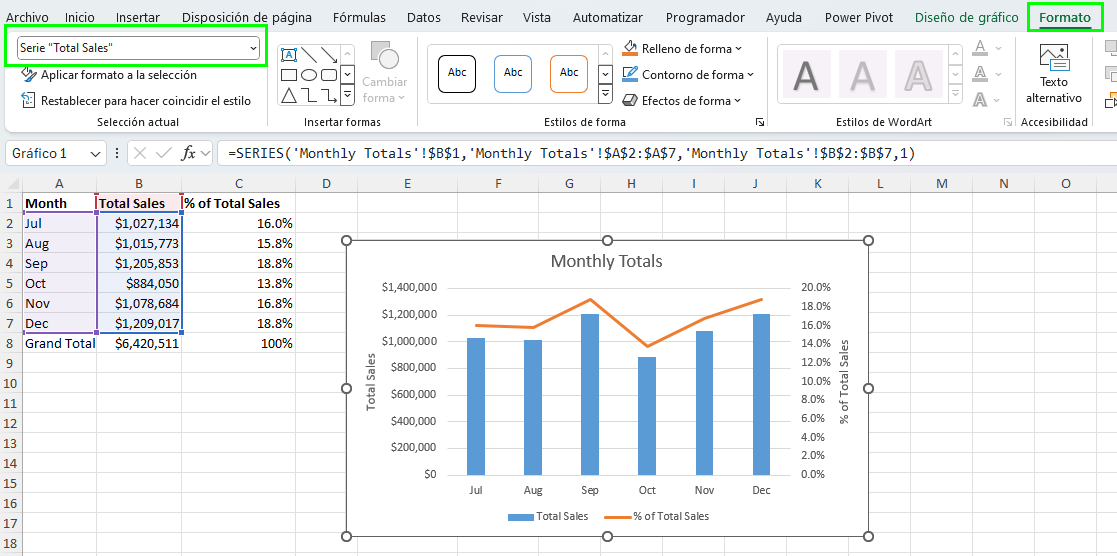 Archivo Inicio Insertar Disposición de página Fórmulas Datos Revisar Vista Automatizar Programador Ayuda Power Pivot Diseño de gráfico Formato
Serie "Total Sales"
Aplicar formato a la selección
Restablecer para hacer coincidir el estilo
Selección actual
A
Cambiar
forma
Insertar formas
Abc Abc Abc
Relleno de forma
Contorno de forma
Efectos de forma
Estilos de forma
A A A
A
A
A
Estilos de WordArt
Texto
alternativo
Accesibilidad
Gráfico 1 fx =SERIES('Monthly Totals'!$B$1,'Monthly Totals'!$A$2:$A$7,'Monthly Totals'!$B$2:$B$7,1)
A B C D E F G H I J K L M N O
1 Month Total Sales % of Total Sales
2 Jul $1,027,134 16.0%
3 Aug $1,015,773 15.8%
4 Sep $1,205,853 18.8%
5 Oct $884,050 13.8%
6 Nov $1,078,684 16.8%
7 Dec $1,209,017 18.8%
8 Grand Total $6,420,511 100%
9
10
11
12
13
14
15
16
17
18
Monthly Totals
Total Sales
$1,400,000
$1,200,000
$1,000,000
$800,000
$600,000
$400,000
$200,000
$0
20.0%
18.0%
16.0%
14.0%
12.0%
10.0%
8.0%
6.0%
4.0%
2.0%
0.0%
% of Total Sales
Jul Aug Sep Oct Nov Dec
Total Sales % of Total Sales